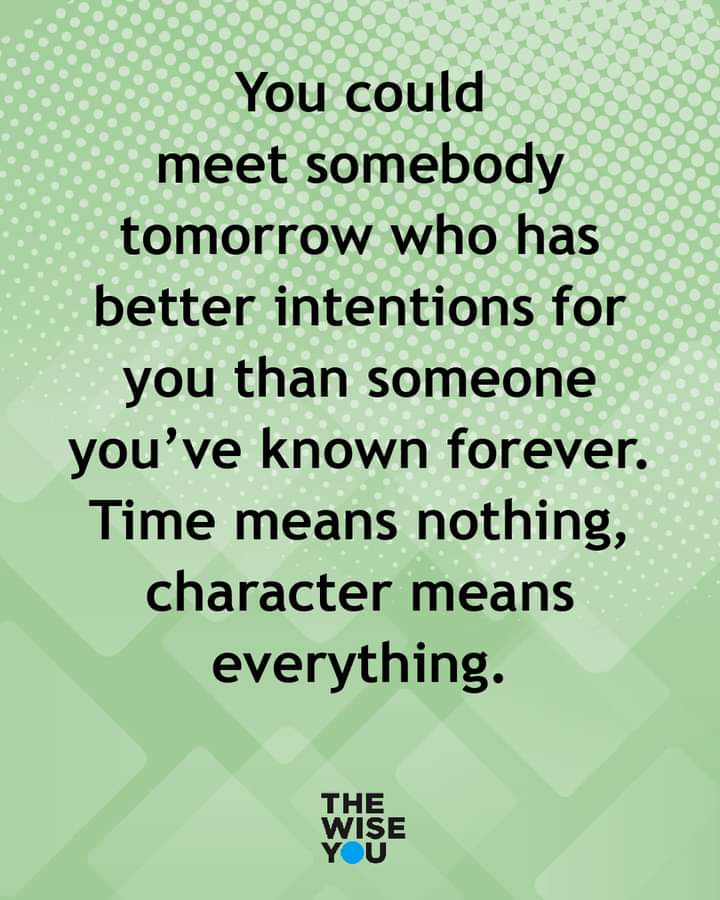 You could
meet somebody
tomorrow who has
better intentions for
you than someone
you’ve known forever.
Time means nothing,
character means
everything.
THE
WISE
YOU